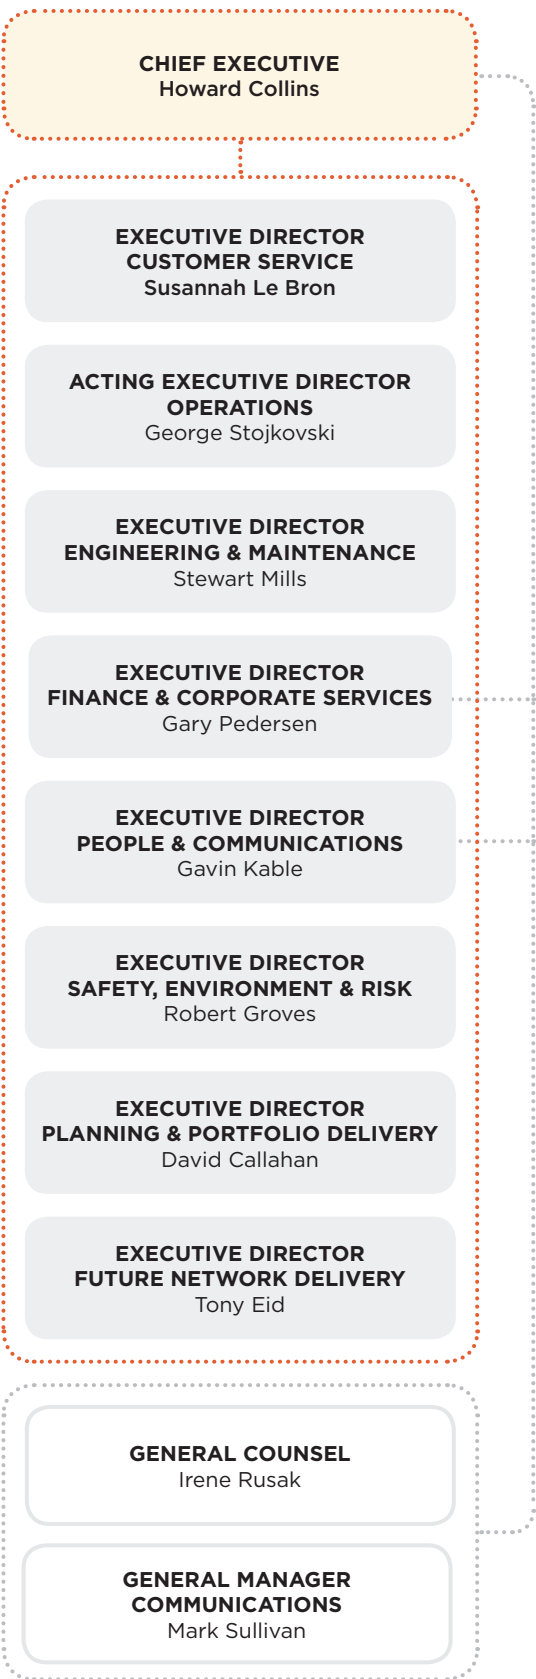 CHIEF EXECUTIVE
Howard Collins
EXECUTIVE DIRECTOR
CUSTOMER SERVICE
Susannah Le Bron
ACTING EXECUTIVE DIRECTOR
OPERATIONS
George Stojkovski
EXECUTIVE DIRECTOR
ENGINEERING & MAINTENANCE
Stewart Mills
EXECUTIVE DIRECTOR
FINANCE & CORPORATE SERVICES
Gary Pedersen
EXECUTIVE DIRECTOR
PEOPLE & COMMUNICATIONS
Gavin Kable
EXECUTIVE DIRECTOR
SAFETY, ENVIRONMENT & RISK
Robert Groves
EXECUTIVE DIRECTOR
PLANNING & PORTFOLIO DELIVERY
David Callahan
EXECUTIVE DIRECTOR
FUTURE NETWORK DELIVERY
Tony Eid
GENERAL COUNSEL
Irene Rusak
GENERAL MANAGER
COMMUNICATIONS
Mark Sullivan